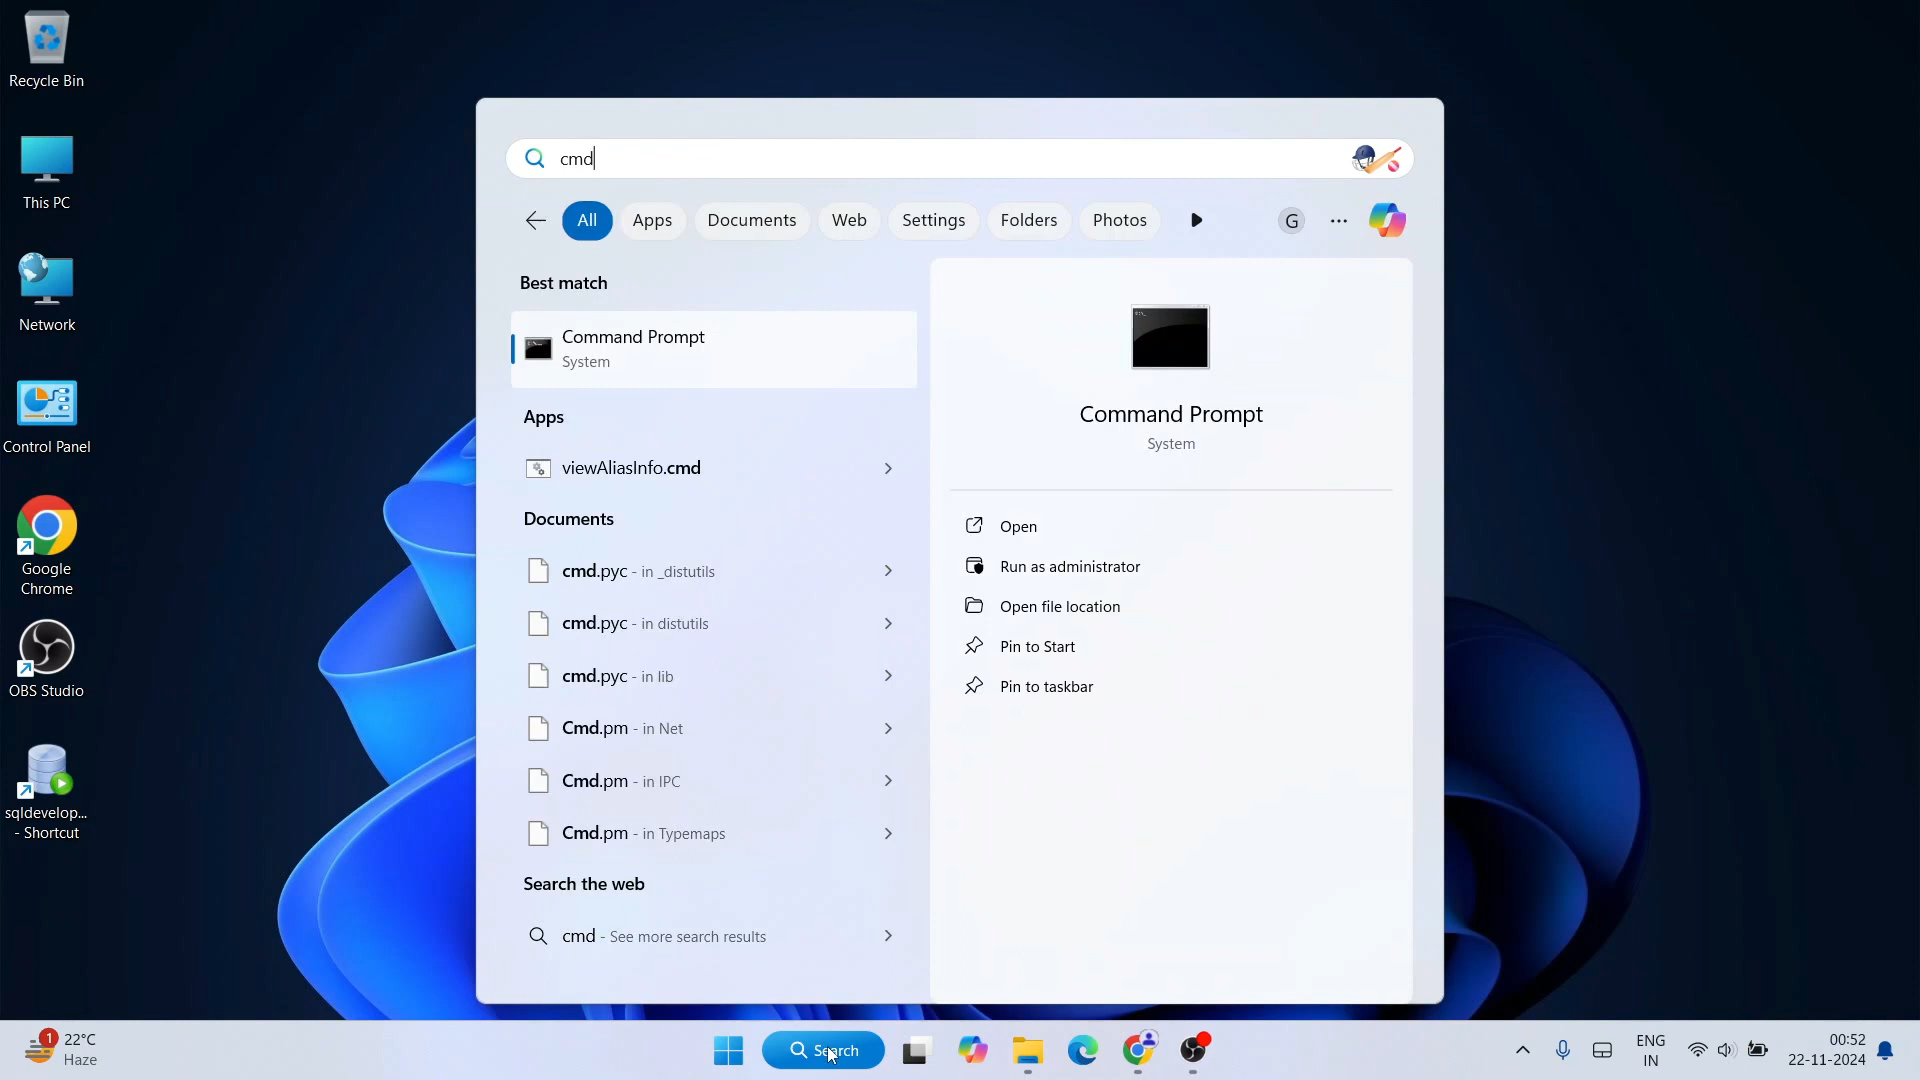 Recycle Bin
This PC
Network
Control Panel
Google
Chrome
OBS Studio
sqldevelop...
- Shortcut
cmd
All
Apps
Documents
Web
Settings
Folders
Photos
G
Best match
Command Prompt
System
Apps
viewAliasInfo.cmd
Documents
cmd.pyc - in _distutils
cmd.pyc - in distutils
cmd.pyc - in lib
Cmd.pm - in Net
Cmd.pm - in IPC
Cmd.pm - in Typemaps
Search the web
cmd - See more search results
Command Prompt
System
Open
Run as administrator
Open file location
Pin to Start
Pin to taskbar
1
22°C
Haze
Search
ENG
IN
00:52
22-11-2024